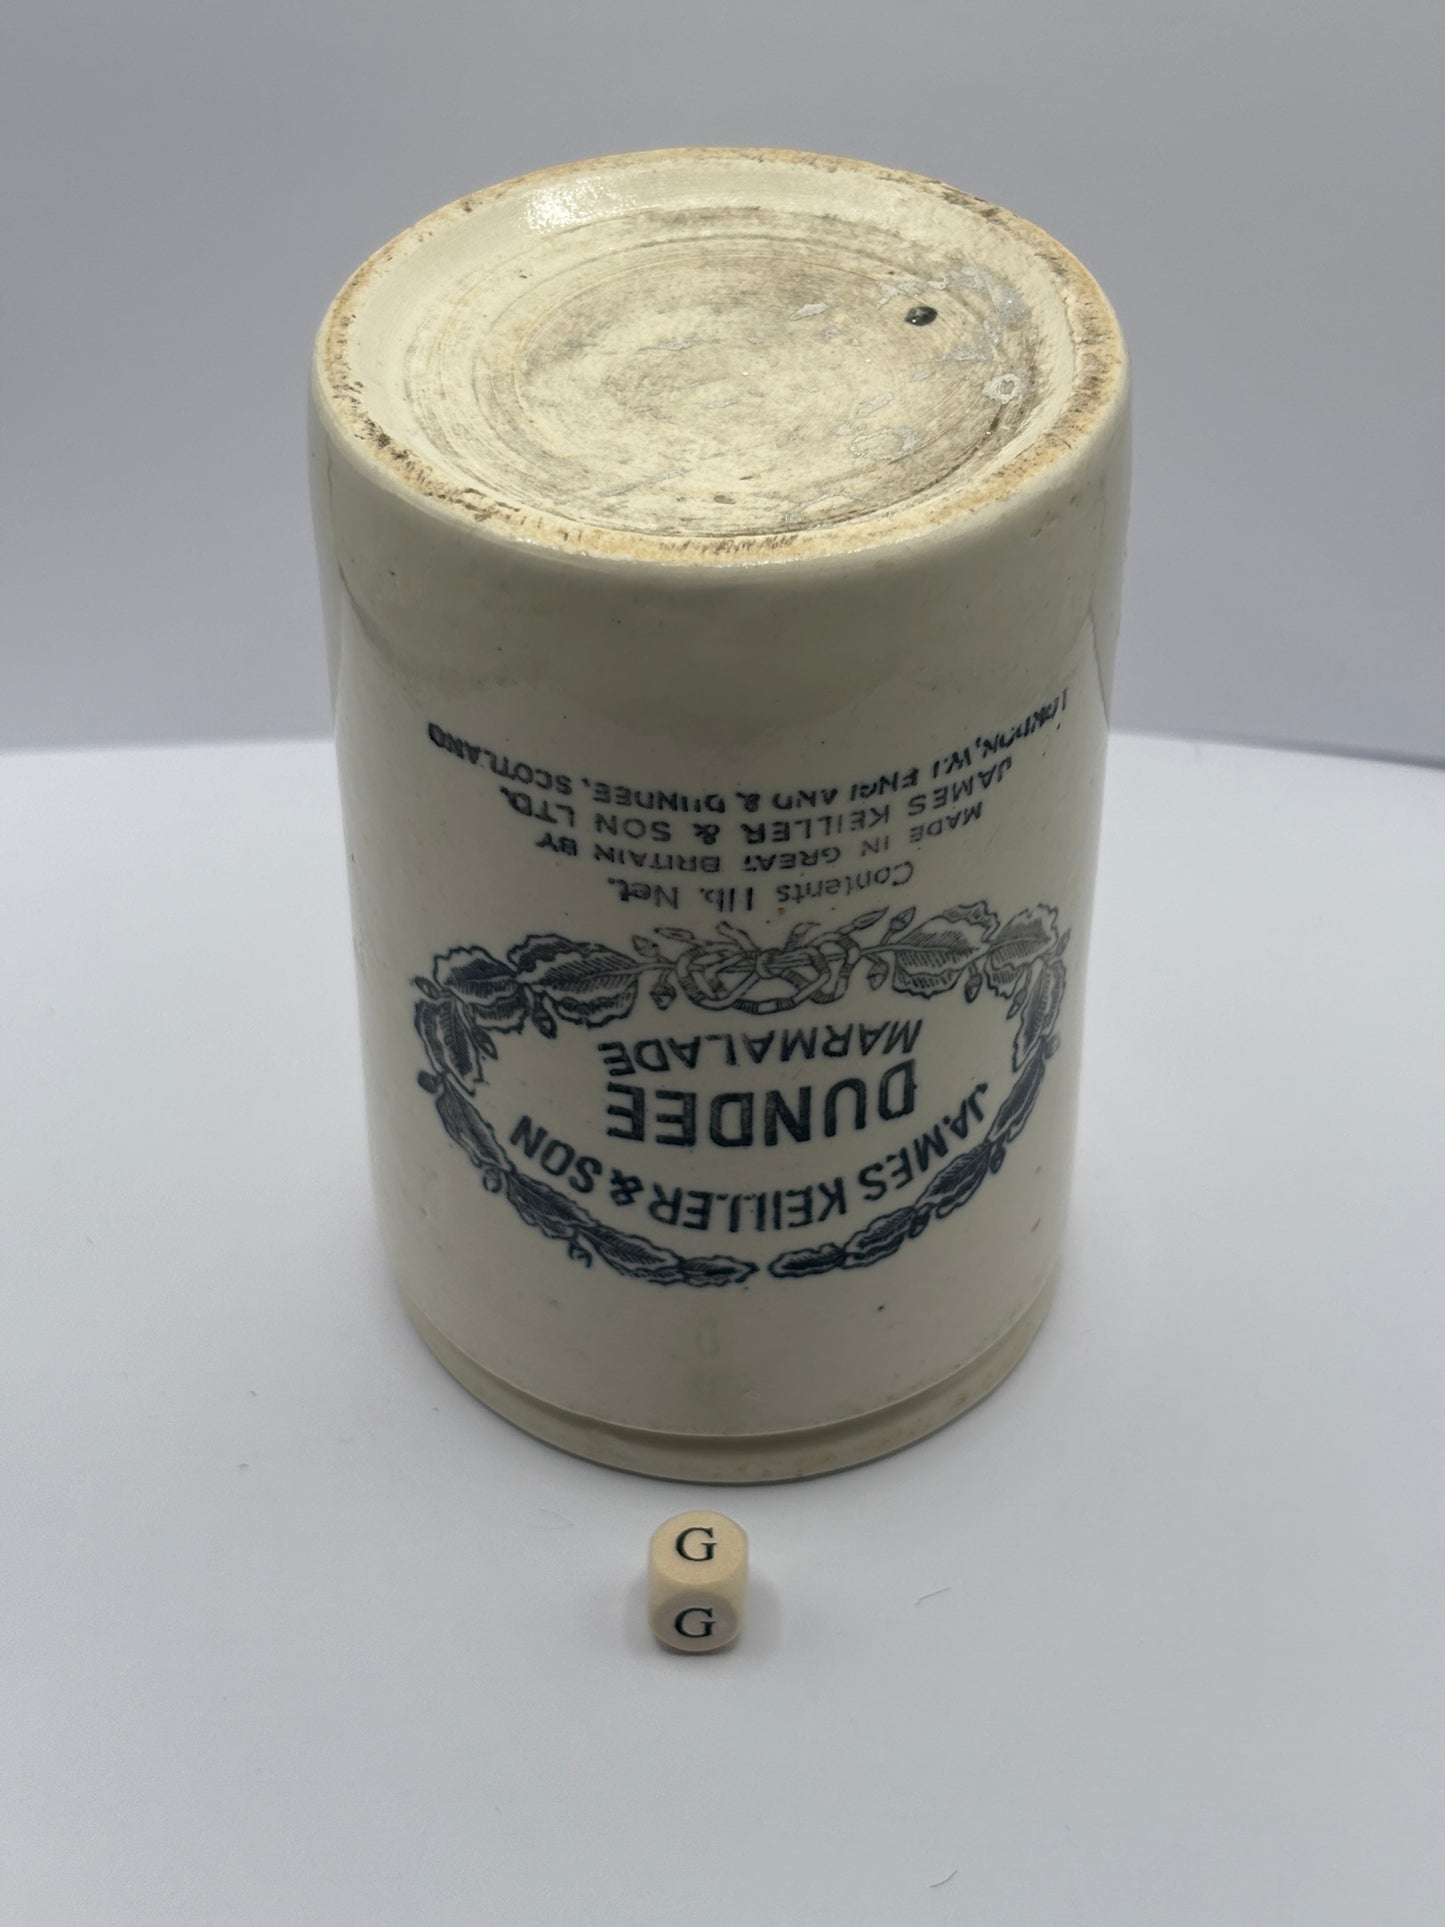 JAMES KEILLER & SON
DUNDEE
MARMALADE
Contents 1lb. Net.
MADE IN GREAT BRITAIN BY
JAMES KEILLER & SON LTD.
LONDON, W.1 ENGLAND & DUNDEE, SCOTLAND
G
G